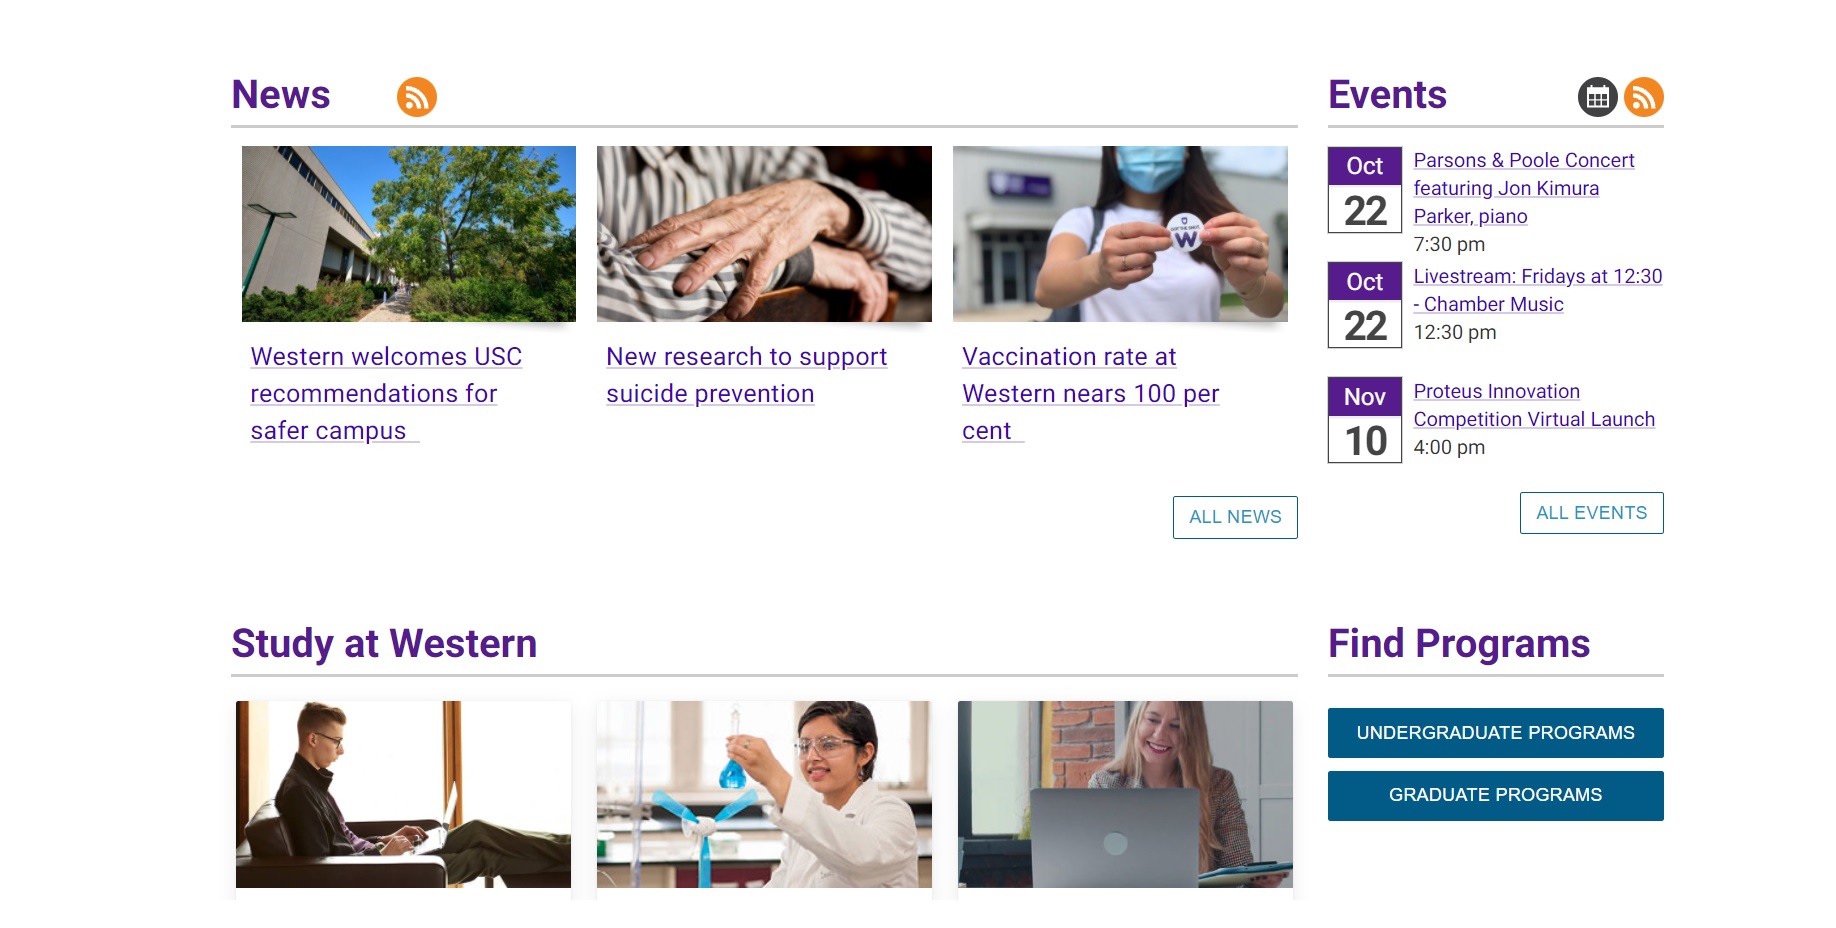 News
Western welcomes USC
recommendations for
safer campus
New research to support
suicide prevention
Vaccination rate at
Western nears 100 per
cent
ALL NEWS
Events
Oct
22
Parsons & Poole Concert
featuring Jon Kimura
Parker, piano
7:30 pm
Oct
22
Livestream: Fridays at 12:30
- Chamber Music
12:30 pm
Nov
10
Proteus Innovation
Competition Virtual Launch
4:00 pm
ALL EVENTS
Study at Western
Find Programs
UNDERGRADUATE PROGRAMS
GRADUATE PROGRAMS